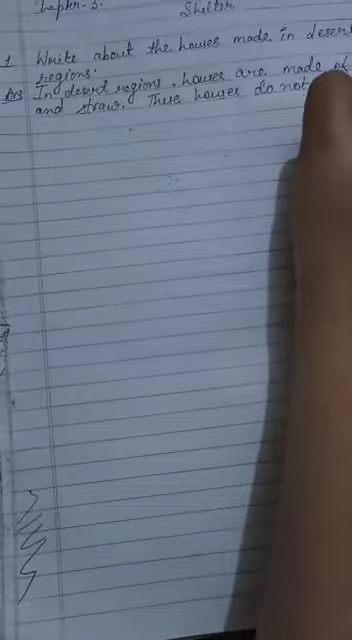 Chapter-3. Shelter
1 Write about the houses made in desert
regions.
Ans In desert regions, houses are made of
and straw. These houses do not